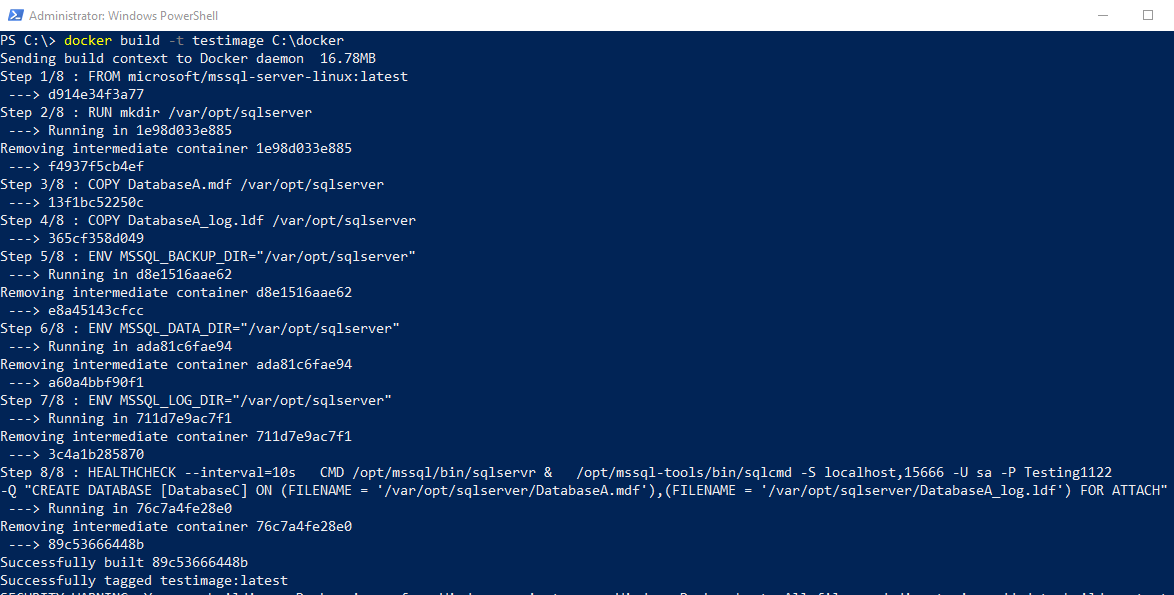 Administrator: Windows PowerShell
PS C:\> docker build -t testimage C:\docker
Sending build context to Docker daemon  16.78MB
Step 1/8 : FROM microsoft/mssql-server-linux:latest
 ---> d914e34f3a77
Step 2/8 : RUN mkdir /var/opt/sqlserver
 ---> Running in 1e98d033e885
Removing intermediate container 1e98d033e885
 ---> f4937f5cb4ef
Step 3/8 : COPY DatabaseA.mdf /var/opt/sqlserver
 ---> 13f1bc52250c
Step 4/8 : COPY DatabaseA_log.ldf /var/opt/sqlserver
 ---> 365cf358d049
Step 5/8 : ENV MSSQL_BACKUP_DIR="/var/opt/sqlserver"
 ---> Running in d8e1516aae62
Removing intermediate container d8e1516aae62
 ---> e8a45143cfcc
Step 6/8 : ENV MSSQL_DATA_DIR="/var/opt/sqlserver"
 ---> Running in ada81c6fae94
Removing intermediate container ada81c6fae94
 ---> a60a4bbf90f1
Step 7/8 : ENV MSSQL_LOG_DIR="/var/opt/sqlserver"
 ---> Running in 711d7e9ac7f1
Removing intermediate container 711d7e9ac7f1
 ---> 3c4a1b285870
Step 8/8 : HEALTHCHECK --interval=10s   CMD /opt/mssql/bin/sqlservr &   /opt/mssql-tools/bin/sqlcmd -S localhost,15666 -U sa -P Testing1122
-Q "CREATE DATABASE [DatabaseC] ON (FILENAME = '/var/opt/sqlserver/DatabaseA.mdf'),(FILENAME = '/var/opt/sqlserver/DatabaseA_log.ldf') FOR ATTACH"
 ---> Running in 76c7a4fe28e0
Removing intermediate container 76c7a4fe28e0
 ---> 89c53666448b
Successfully built 89c53666448b
Successfully tagged testimage:latest